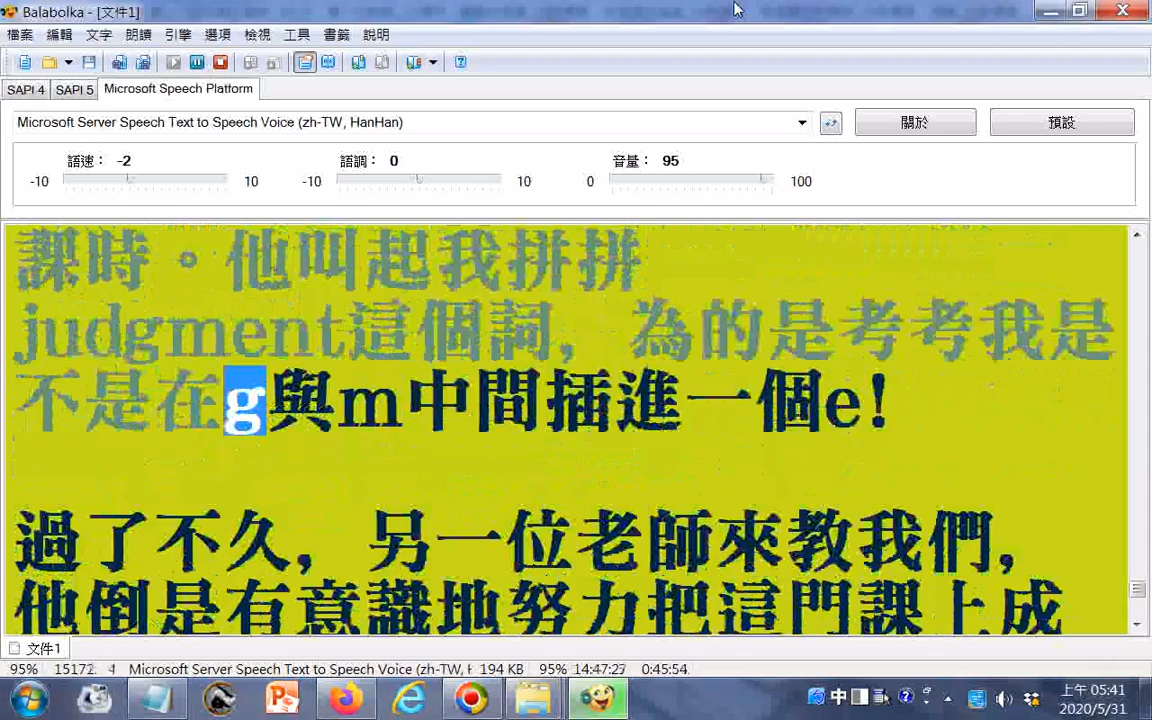 Balabolka - [文件1]
檔案 編輯 文字 朗讀 引擎 選項 檢視 工具 書籤 說明
SAPI 4 SAPI 5 Microsoft Speech Platform
Microsoft Server Speech Text to Speech Voice (zh-TW, HanHan) 關於 預設
語速： -2 語調： 0 音量： 95
-10 10 -10 10 0 100
課時。他叫起我拼拼
judgment這個詞，為的是考考我是
不是在g與m中間插進一個e!
過了不久，另一位老師來教我們，
他倒是有意識地努力把這門課上成
文件1
95% 15172 4 Microsoft Server Speech Text to Speech Voice (zh-TW, H 194 KB 95% 14:47:27 0:45:54
中 上午 05:41
2020/5/31